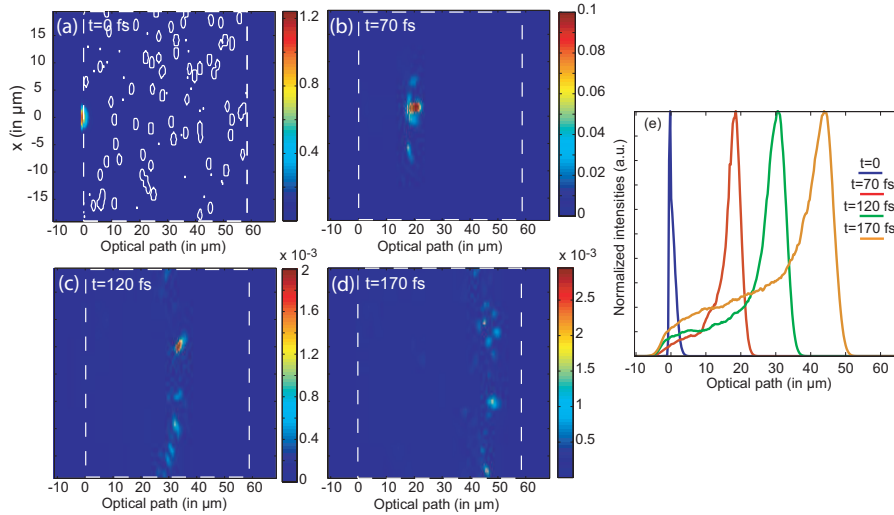 (a) t=0 fs
x (in µm)
15
10
5
0
-5
-10
-15
-10 0 10 20 30 40 50 60
Optical path (in µm)
1.2
1
0.8
0.6
0.4
0.2
(b) t=70 fs
-10 0 10 20 30 40 50 60
Optical path (in µm)
0.1
0.08
0.06
0.04
0.02
0
(c) t=120 fs
-10 0 10 20 30 40 50 60
Optical path (in µm)
x 10⁻³
2
1.6
1.2
0.8
0.4
0
(d) t=170 fs
-10 0 10 20 30 40 50 60
Optical path (in µm)
x 10⁻³
2.5
2
1.5
1
0.5
(e)
Normalized intensities (a.u.)
t=0
t=70 fs
t=120 fs
t=170 fs
-10 0 10 20 30 40 50 60
Optical path (in µm)